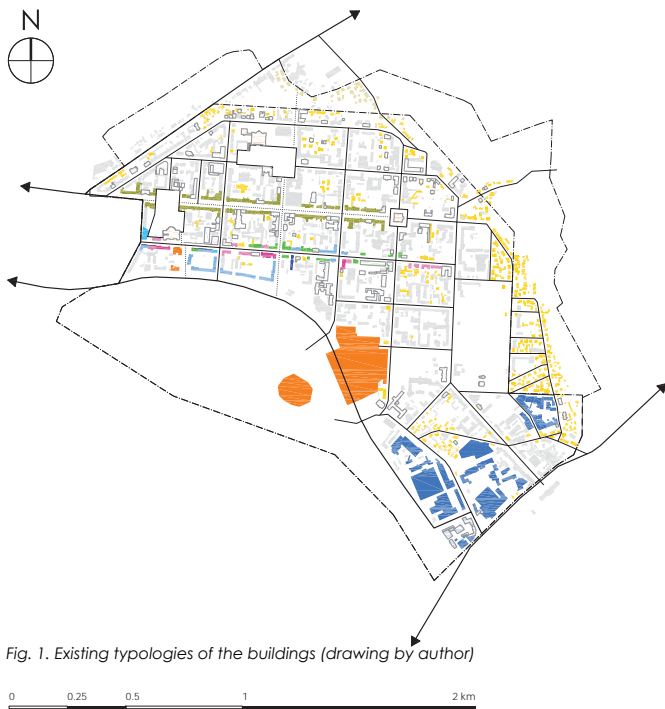 N
Fig. 1. Existing typologies of the buildings (drawing by author)
0 0.25 0.5 1 2 km